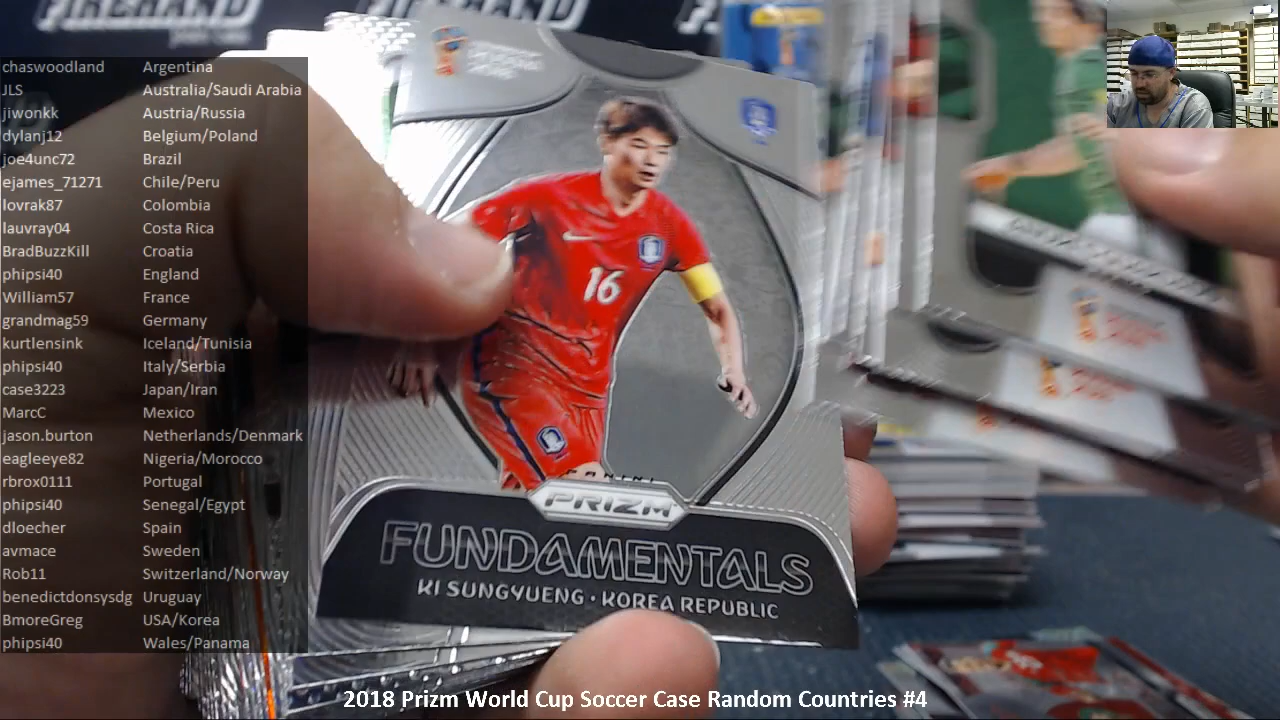 FIREHAND
chaswoodland Argentina
JLS Australia/Saudi Arabia
jiwonkk Austria/Russia
dylanj12 Belgium/Poland
joe4unc72 Brazil
ejames_71271 Chile/Peru
lovrak87 Colombia
lauvray04 Costa Rica
BradBuzzKill Croatia
phipsi40 England
William57 France
grandmag59 Germany
kurtlensink Iceland/Tunisia
phipsi40 Italy/Serbia
case3223 Japan/Iran
MarcC Mexico
jason.burton Netherlands/Denmark
eagleeye82 Nigeria/Morocco
rbrox0111 Portugal
phipsi40 Senegal/Egypt
dloecher Spain
avmace Sweden
Rob11 Switzerland/Norway
benedictdonsysdg Uruguay
BmoreGreg USA/Korea
phipsi40 Wales/Panama
16
PANINI
PRIZM
FUNDAMENTALS
KI SUNGYUENG · KOREA REPUBLIC
2018 Prizm World Cup Soccer Case Random Countries #4